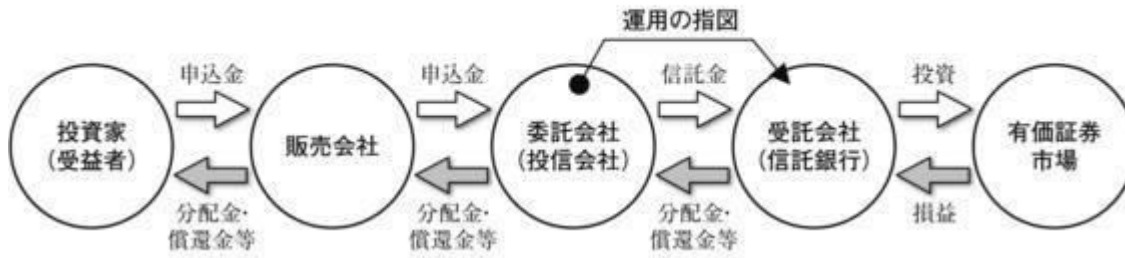 運用の指図
申込金
申込金
信託金
投資
投資家
(受益者)
販売会社
委託会社
(投信会社)
受託会社
(信託銀行)
有価証券
市場
分配金・
償還金等
分配金・
償還金等
分配金・
償還金等
損益